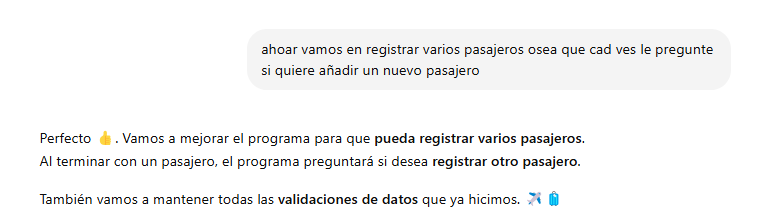 ahoar vamos en registrar varios pasajeros osea que cad ves le pregunte
si quiere añadir un nuevo pasajero
Perfecto 👍. Vamos a mejorar el programa para que pueda registrar varios pasajeros.
Al terminar con un pasajero, el programa preguntará si desea registrar otro pasajero.
También vamos a mantener todas las validaciones de datos que ya hicimos. ✈️ 🧳